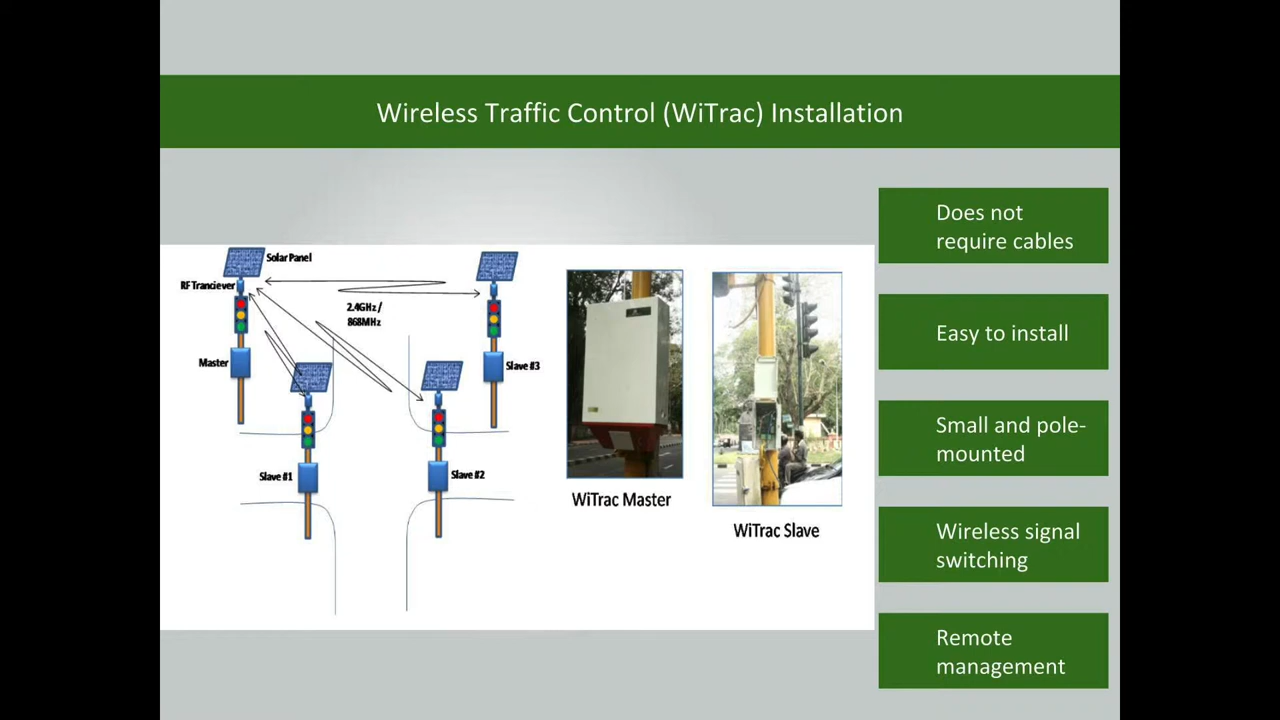 Wireless Traffic Control (WiTrac) Installation
Solar Panel
RF Tranciever
2.4GHz /
868MHz
Master
Slave #3
Slave #1
Slave #2
WiTrac Master
WiTrac Slave
Does not
require cables
Easy to install
Small and pole-
mounted
Wireless signal
switching
Remote
management